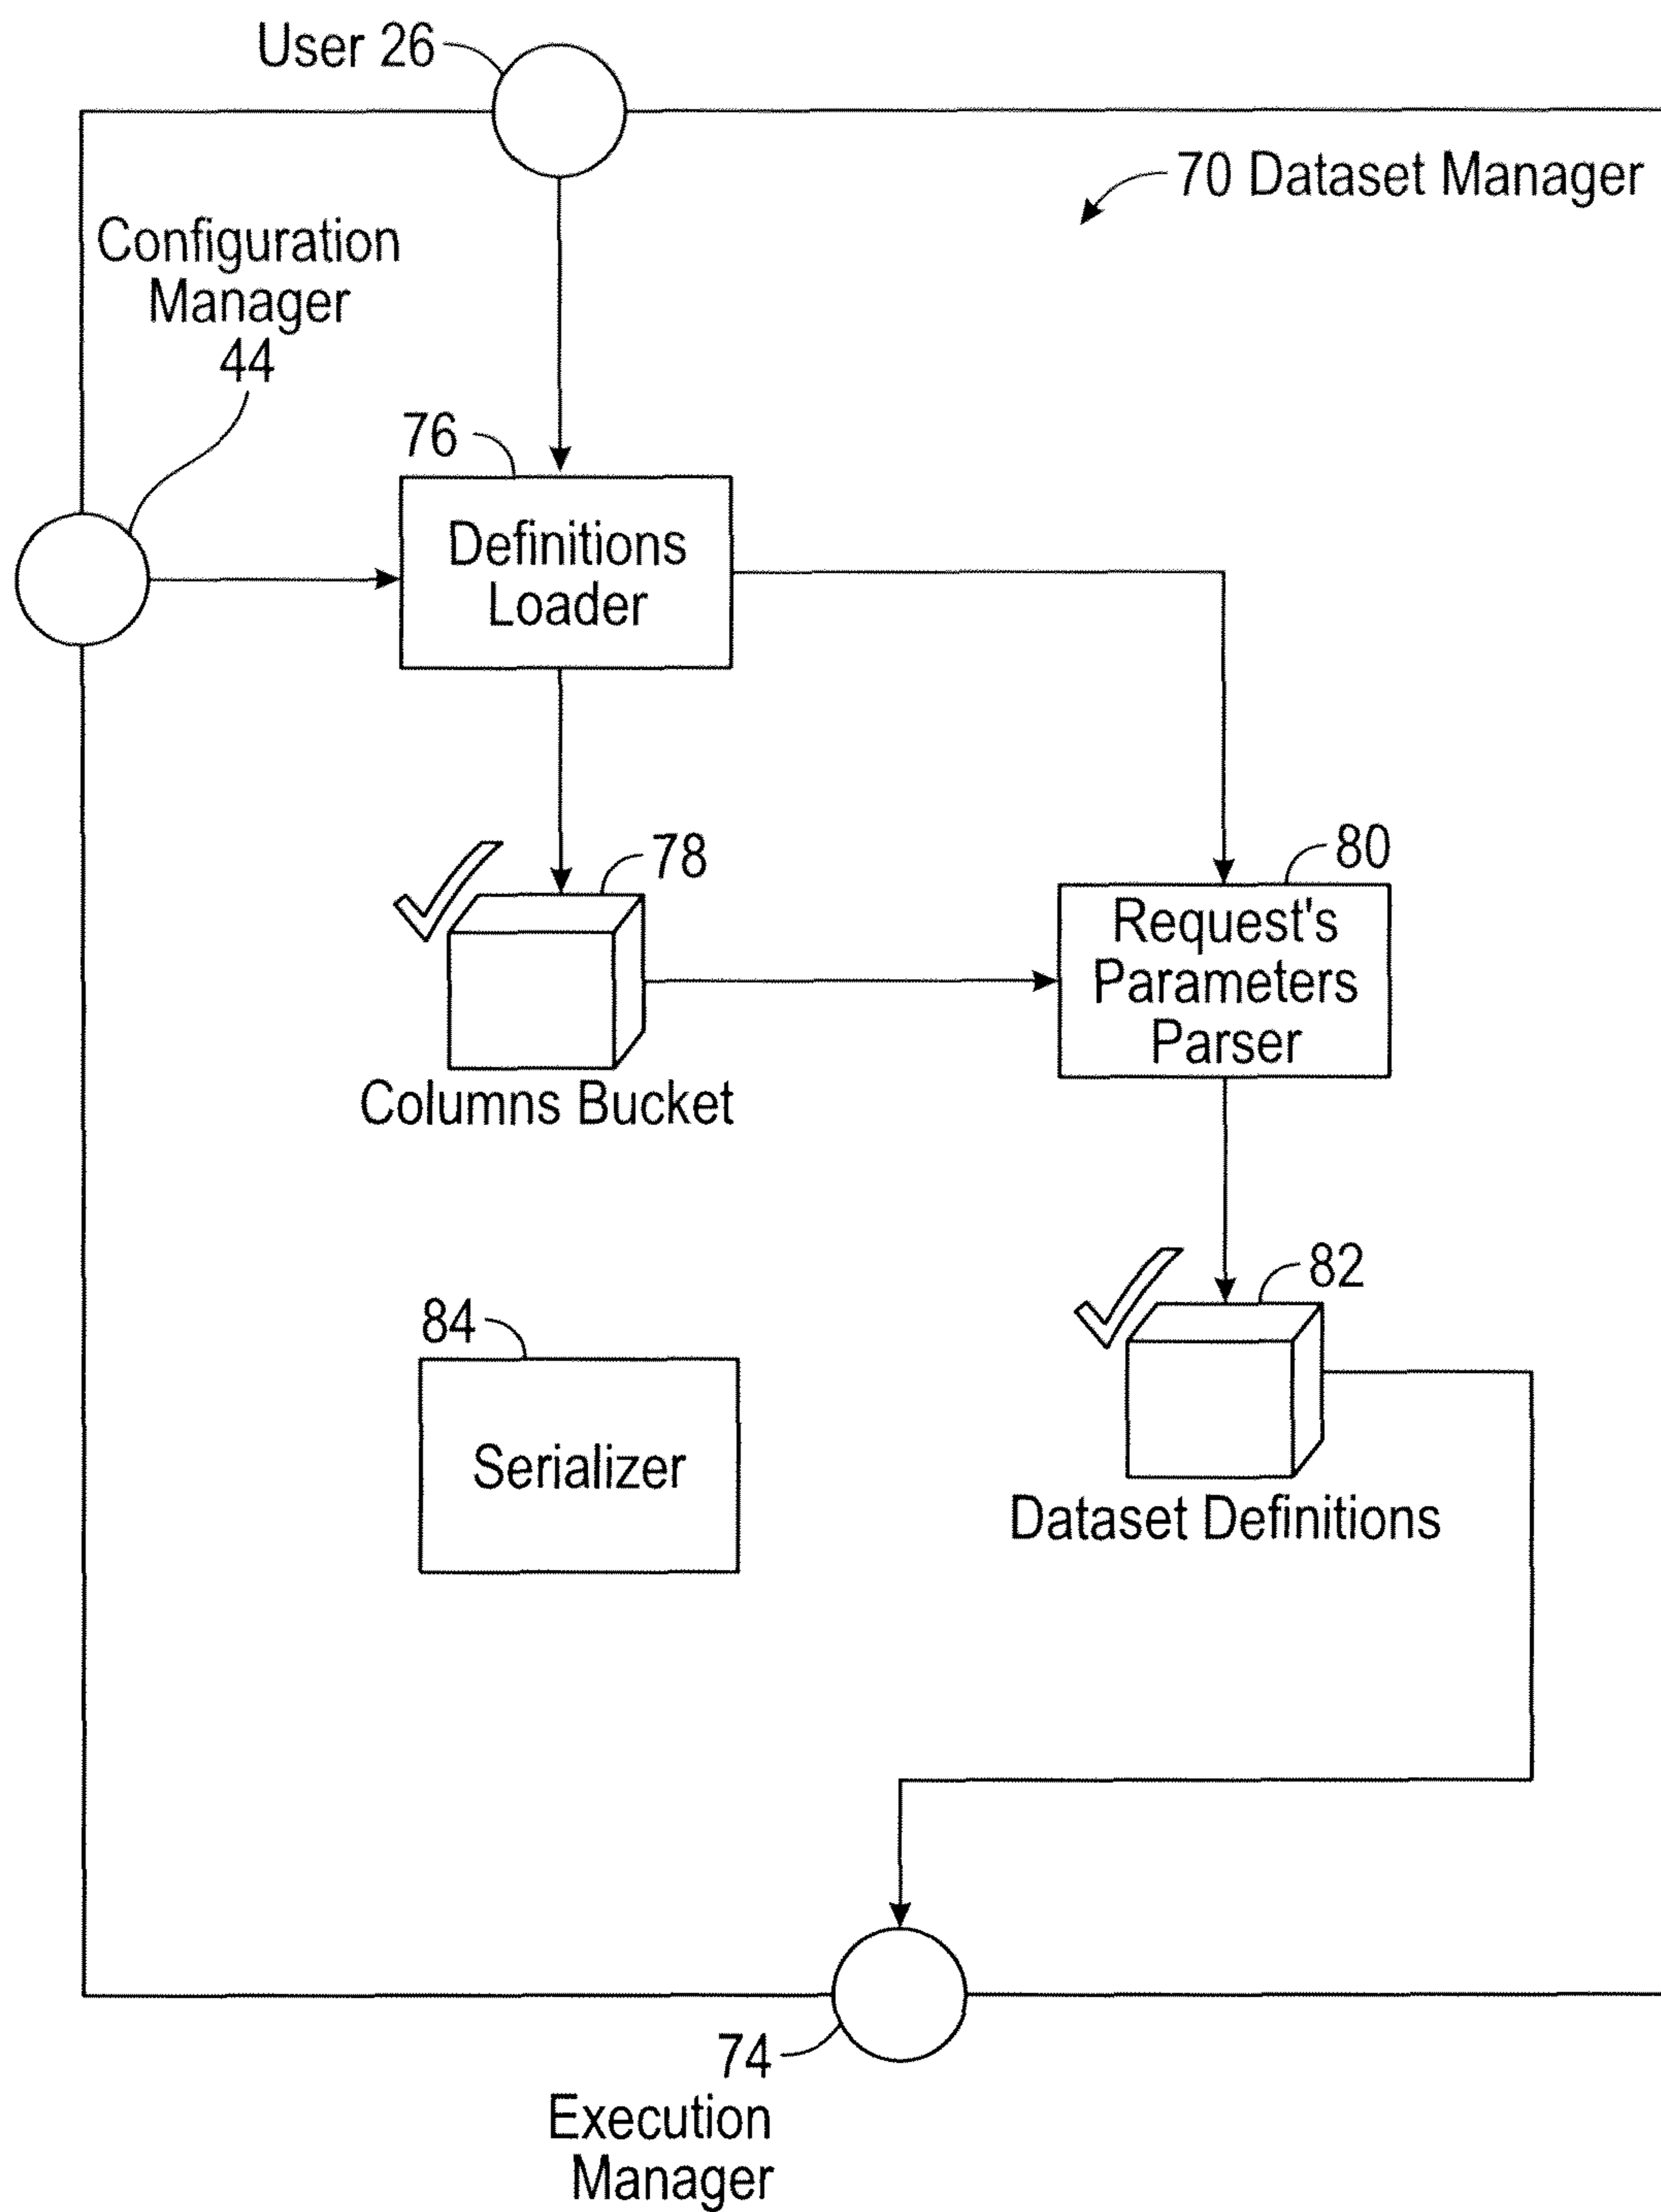 User 26
70 Dataset Manager
Configuration
Manager
44
76
Definitions
Loader
78
Columns Bucket
80
Request's
Parameters
Parser
82
Dataset Definitions
84
Serializer
74
Execution
Manager